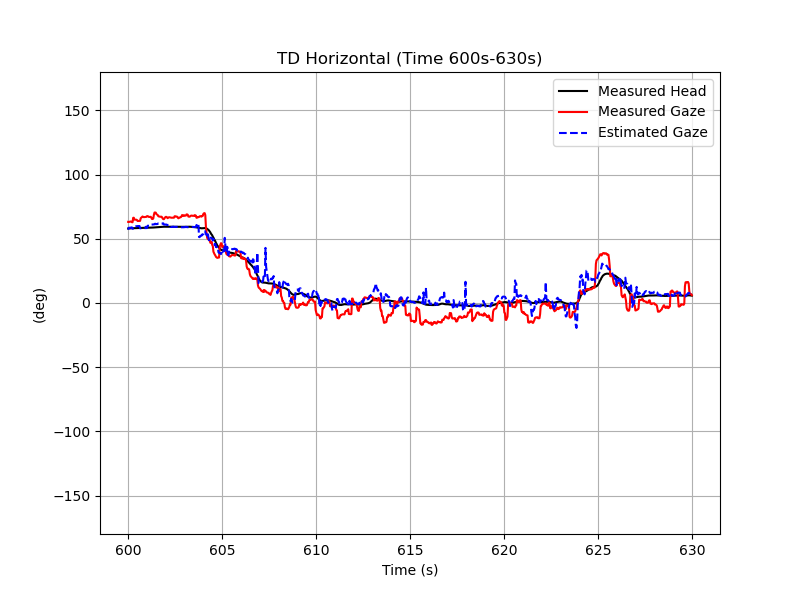 TD Horizontal (Time 600s-630s)
Measured Head
Measured Gaze
Estimated Gaze
150
100
50
0
−50
−100
−150
(deg)
600
605
610
615
620
625
630
Time (s)